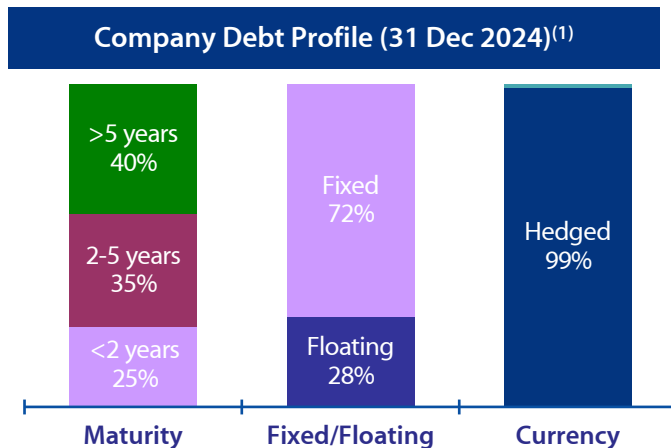 Company Debt Profile (31 Dec 2024)(1)
>5 years
40%
2-5 years
35%
<2 years
25%
Fixed
72%
Floating
28%
Hedged
99%
Maturity
Fixed/Floating
Currency